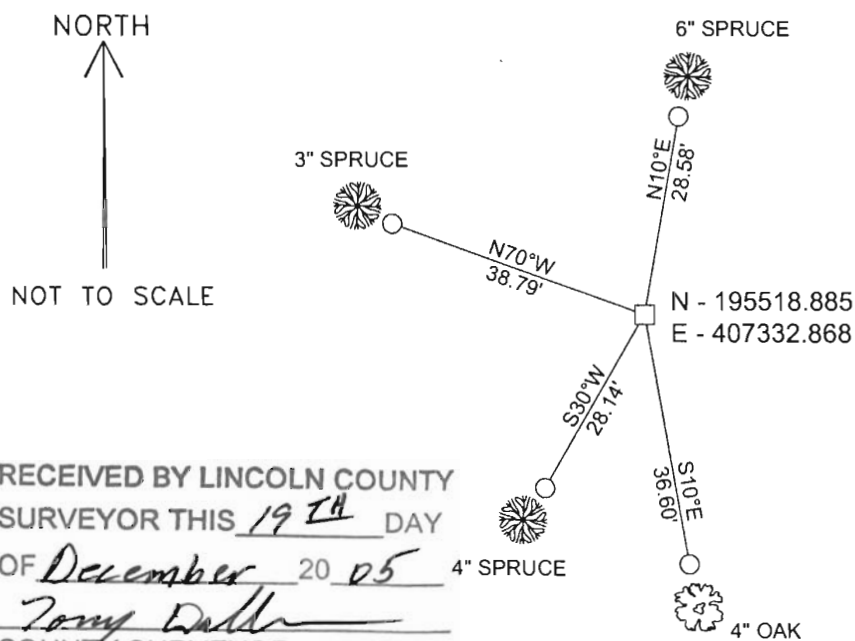 NORTH
NOT TO SCALE
6" SPRUCE
3" SPRUCE
N10°E
28.58'
N70°W
38.79'
N - 195518.885
E - 407332.868
S30°W
28.14'
S10°E
36.60'
4" SPRUCE
4" OAK
RECEIVED BY LINCOLN COUNTY
SURVEYOR THIS 19TH DAY
OF December 20 05
Tony